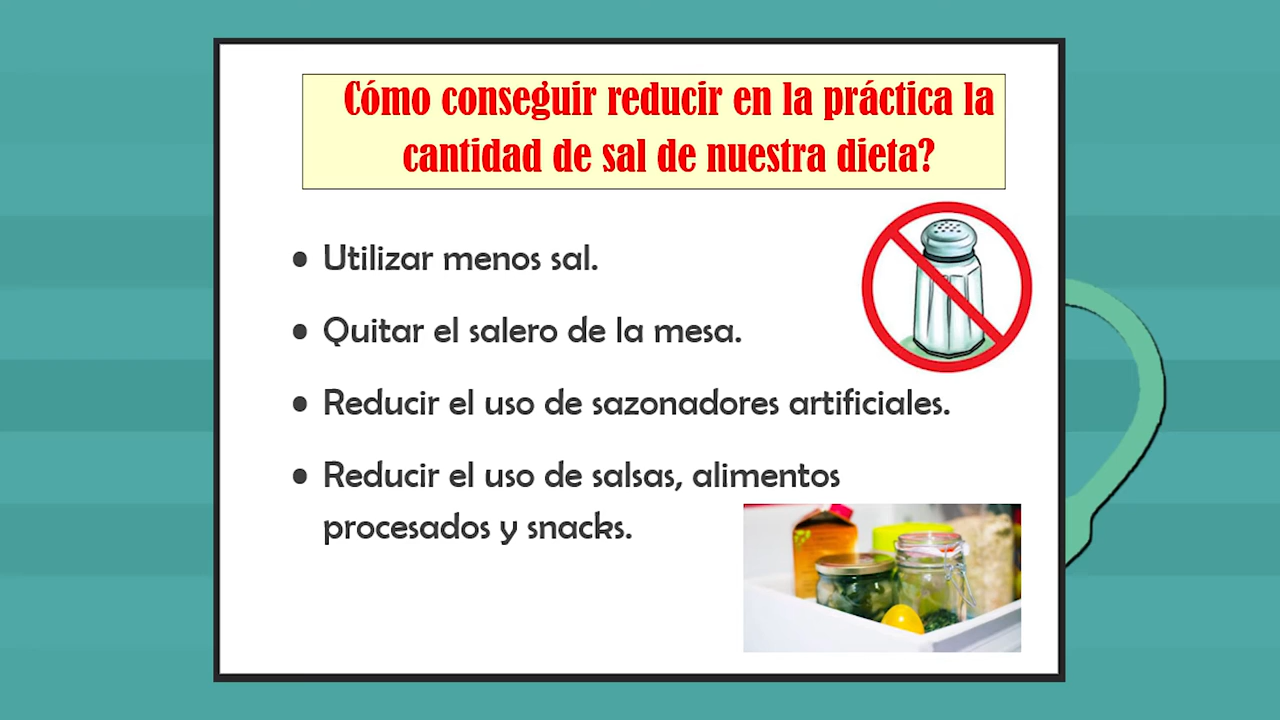 Cómo conseguir reducir en la práctica la
cantidad de sal de nuestra dieta?
• Utilizar menos sal.
• Quitar el salero de la mesa.
• Reducir el uso de sazonadores artificiales.
• Reducir el uso de salsas, alimentos
procesados y snacks.